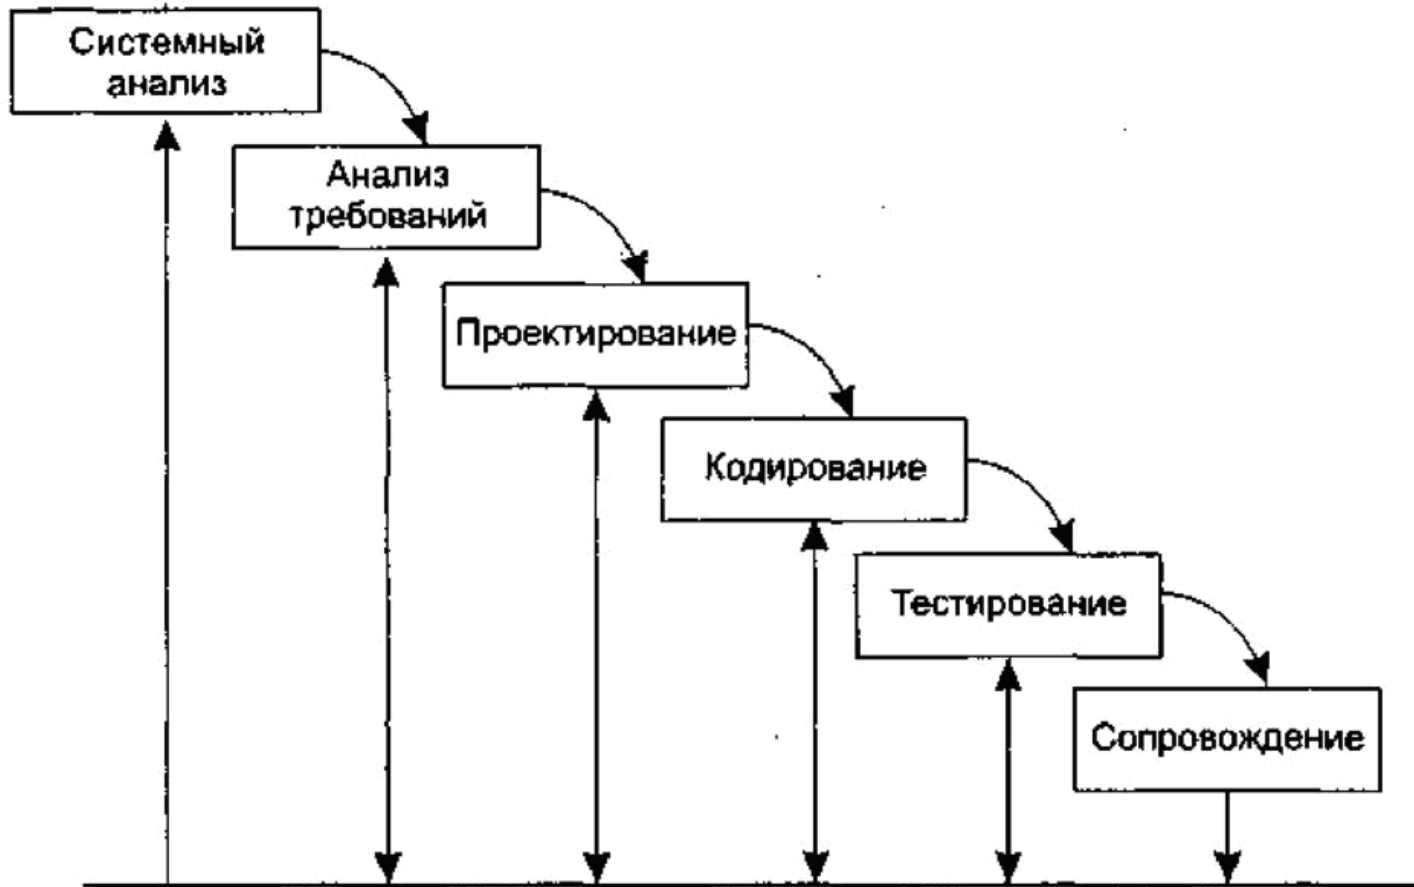 Системный
анализ
Анализ
требований
Проектирование
Кодирование
Тестирование
Сопровождение